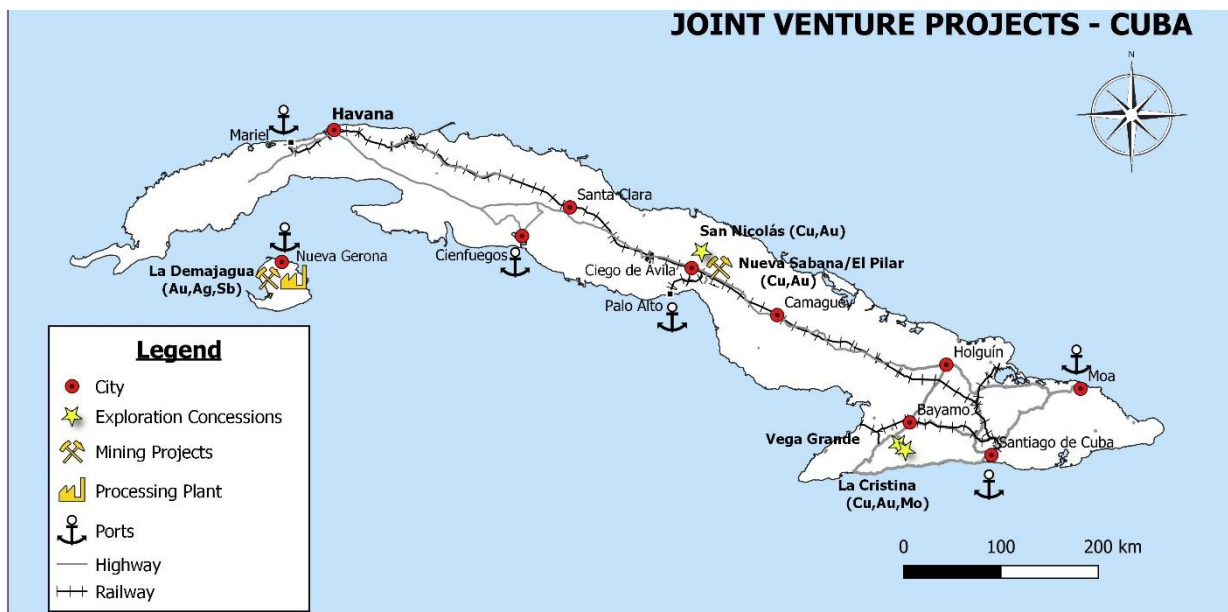 JOINT VENTURE PROJECTS - CUBA
N
Havana
Mariel
Santa Clara
San Nicolás (Cu,Au)
Nueva Gerona
Cienfuegos
La Demajagua
(Au,Ag,Sb)
Ciego de Ávila
Nueva Sabana/El Pilar
(Cu,Au)
Palo Alto
Camaguey
Holguín
Moa
Bayamo
Vega Grande
Santiago de Cuba
La Cristina
(Cu,Au,Mo)
Legend
City
Exploration Concessions
Mining Projects
Processing Plant
Ports
Highway
Railway
0 100 200 km